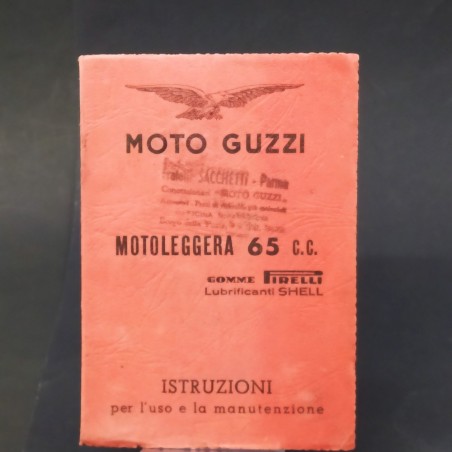 MOTO GUZZI
Fratelli SACCHETTI - Parma
"MOTO GUZZI"
MOTOLEGGERA 65 C.C.
GOMME PIRELLI
Lubrificanti SHELL
ISTRUZIONI
per l'uso e la manutenzione